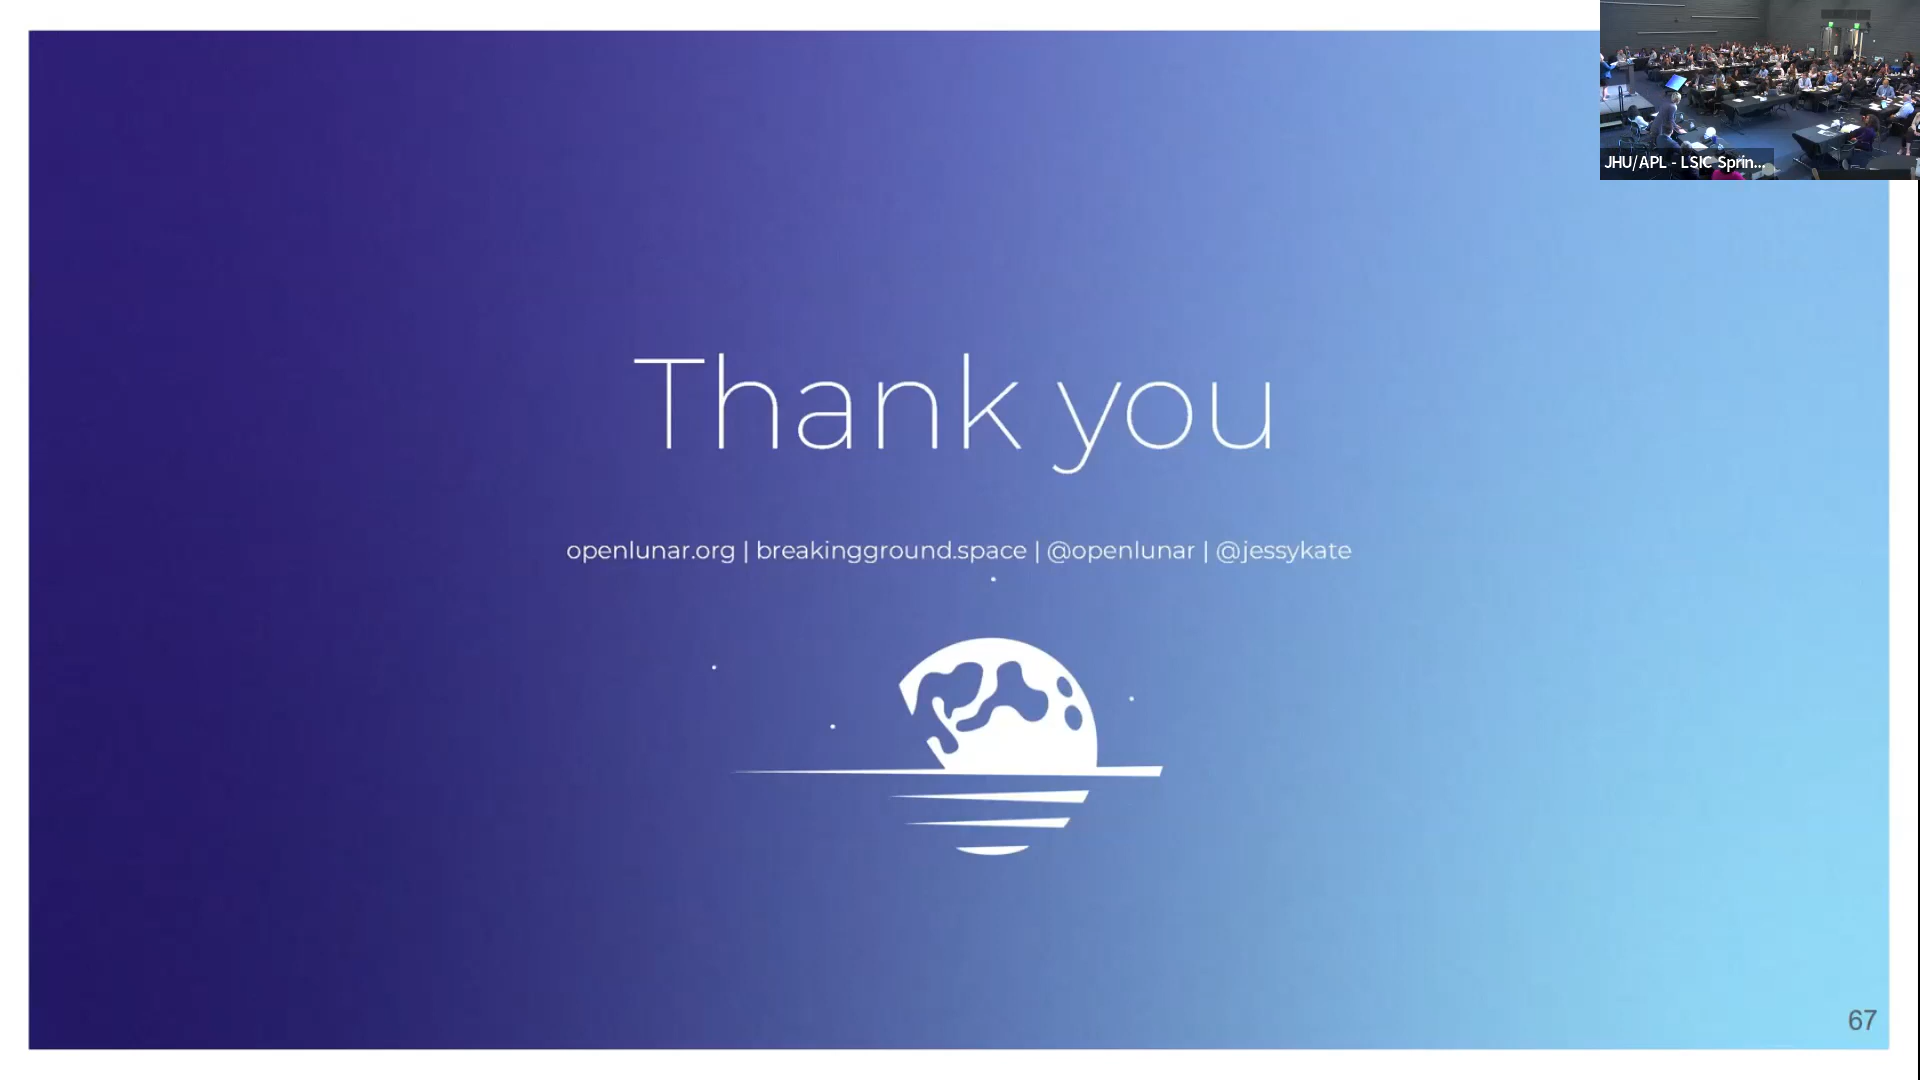 JHU/APL - LSIC Sprin...
Thank you
openlunar.org | breakingground.space | @openlunar | @jessykate
67